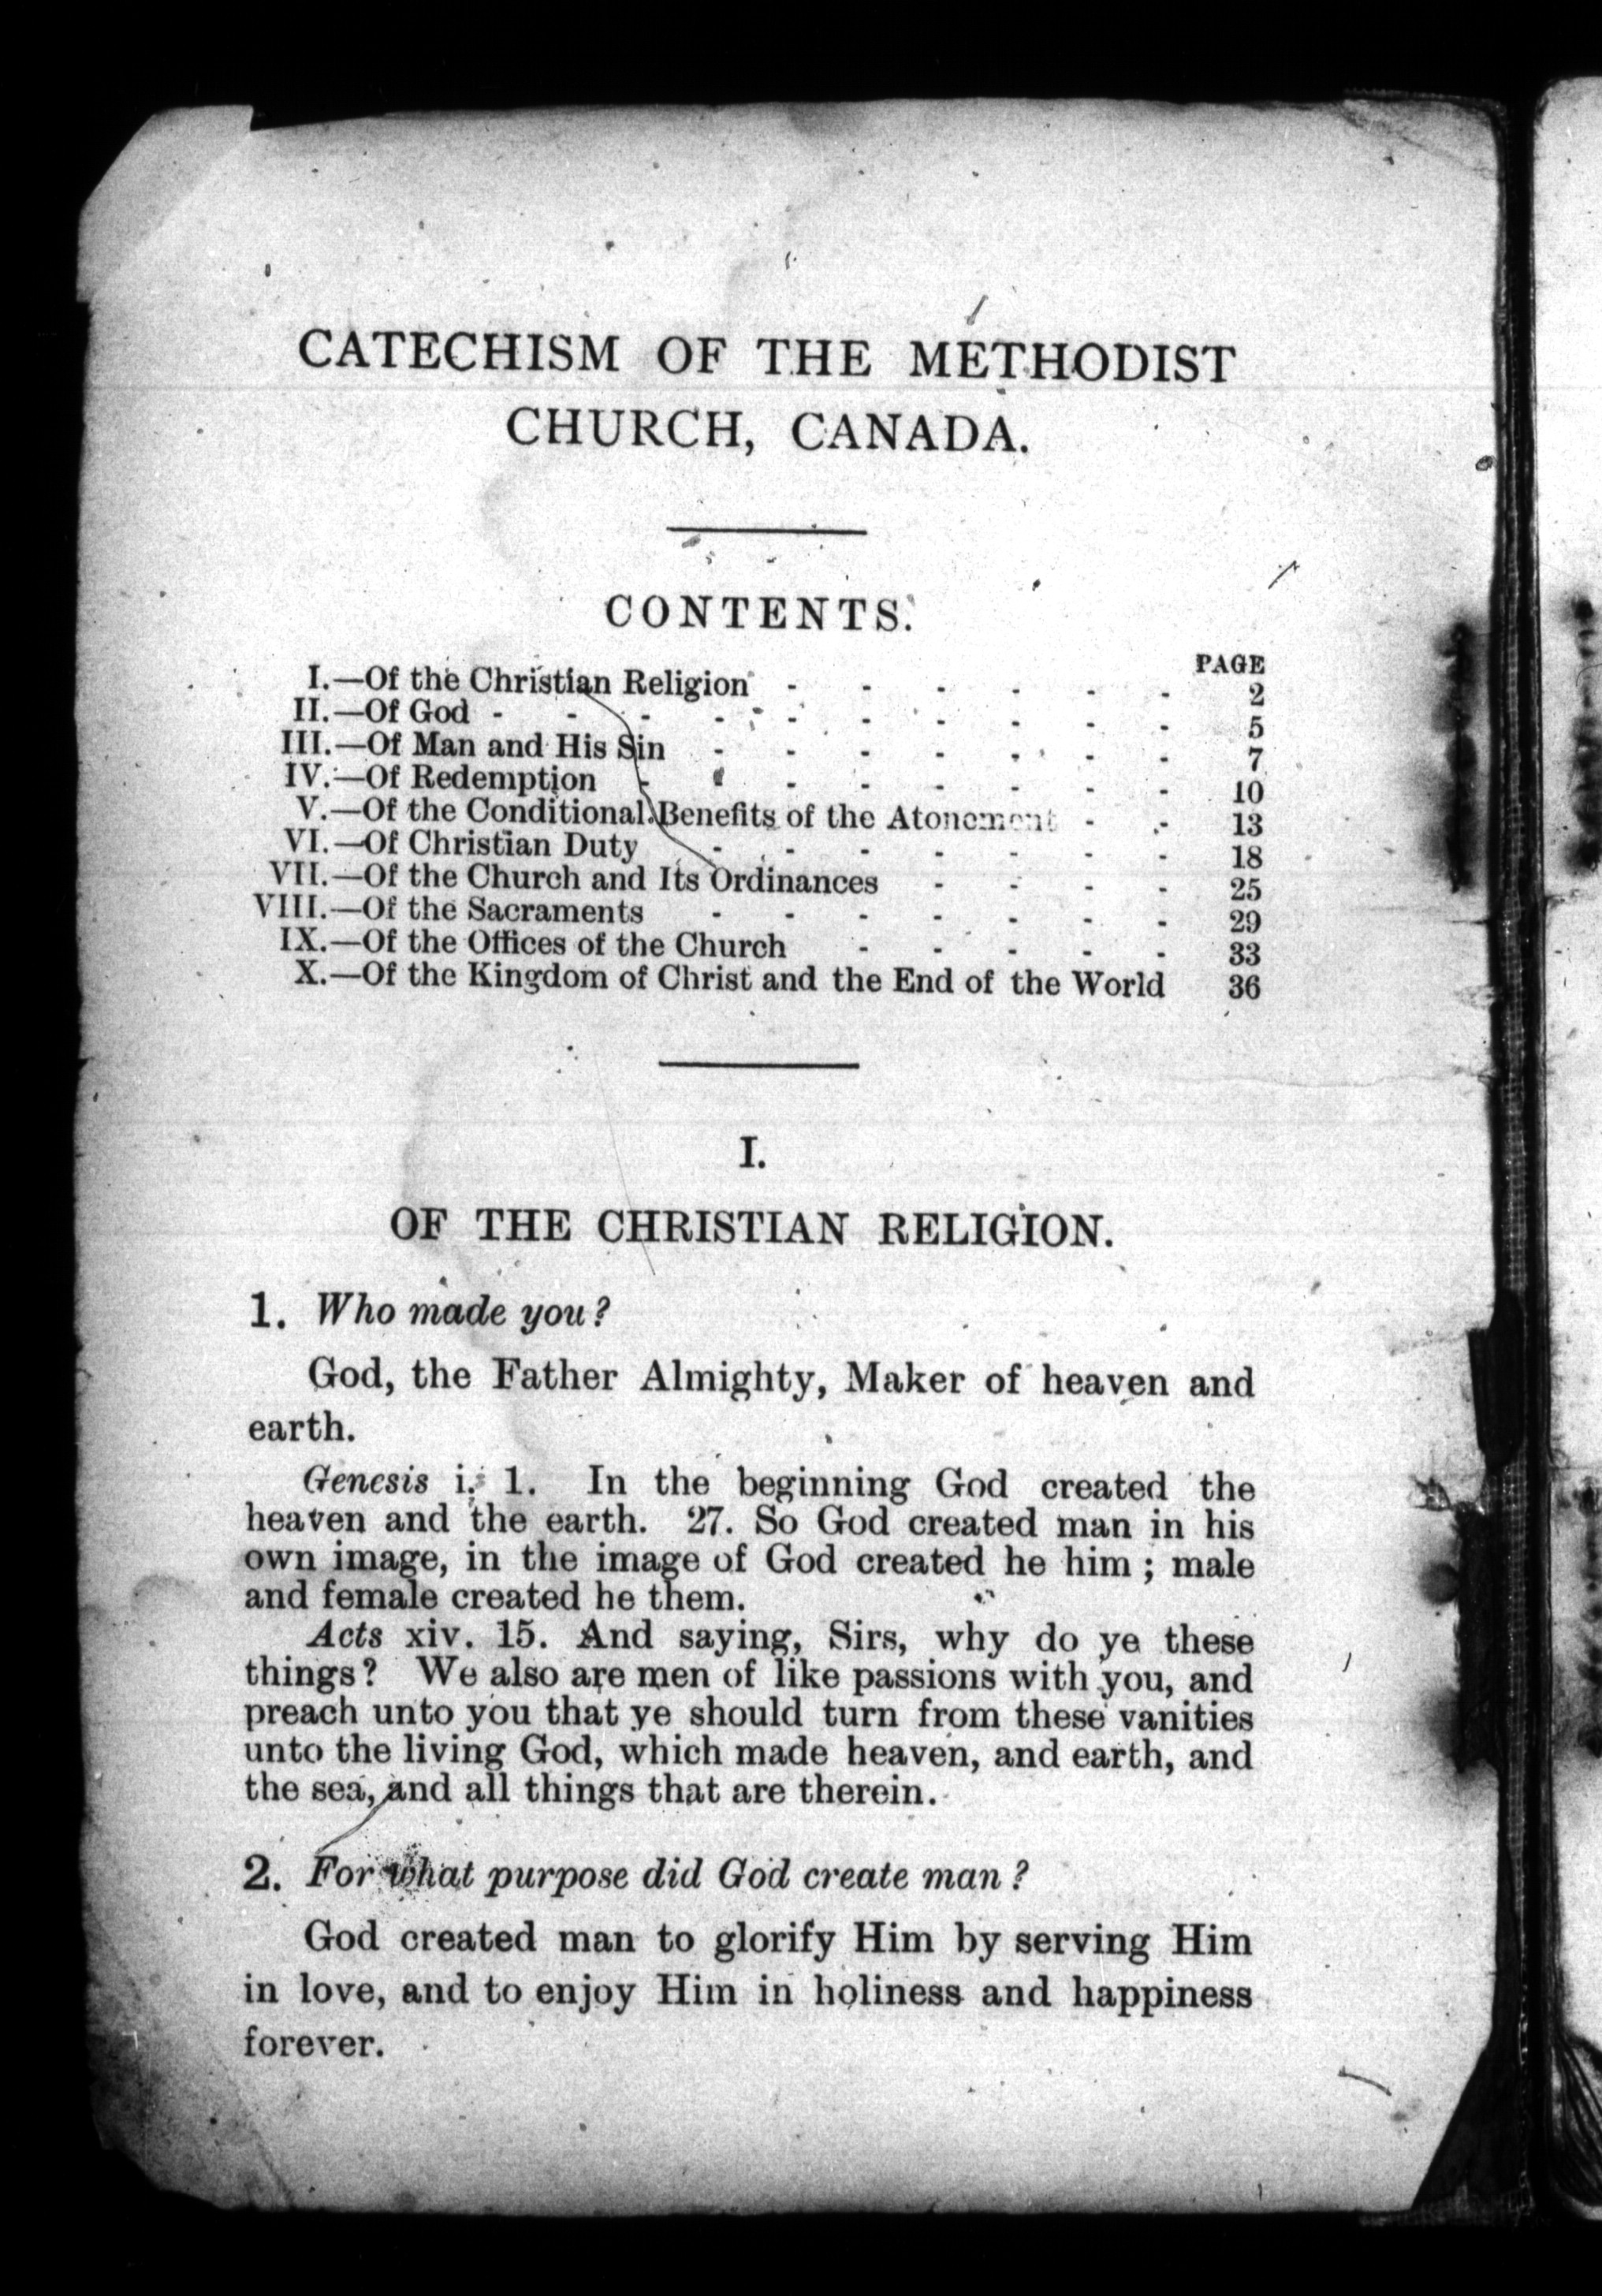 CATECHISM OF THE METHODIST
CHURCH, CANADA.
CONTENTS.
PAGE
I.—Of the Christian Religion - - - - - - 2
II.—Of God - - - - - - - - - - 5
III.—Of Man and His Sin - - - - - - - 7
IV.—Of Redemption - - - - - - - - 10
V.—Of the Conditional Benefits of the Atonement - - 13
VI.—Of Christian Duty - - - - - - - 18
VII.—Of the Church and Its Ordinances - - - - 25
VIII.—Of the Sacraments - - - - - - - 29
IX.—Of the Offices of the Church - - - - - 33
X.—Of the Kingdom of Christ and the End of the World 36
I.
OF THE CHRISTIAN RELIGION.
1. Who made you?
God, the Father Almighty, Maker of heaven and
earth.
Genesis i. 1. In the beginning God created the
heaven and the earth. 27. So God created man in his
own image, in the image of God created he him ; male
and female created he them.
Acts xiv. 15. And saying, Sirs, why do ye these
things? We also are men of like passions with you, and
preach unto you that ye should turn from these vanities
unto the living God, which made heaven, and earth, and
the sea, and all things that are therein.
2. For what purpose did God create man?
God created man to glorify Him by serving Him
in love, and to enjoy Him in holiness and happiness
forever.